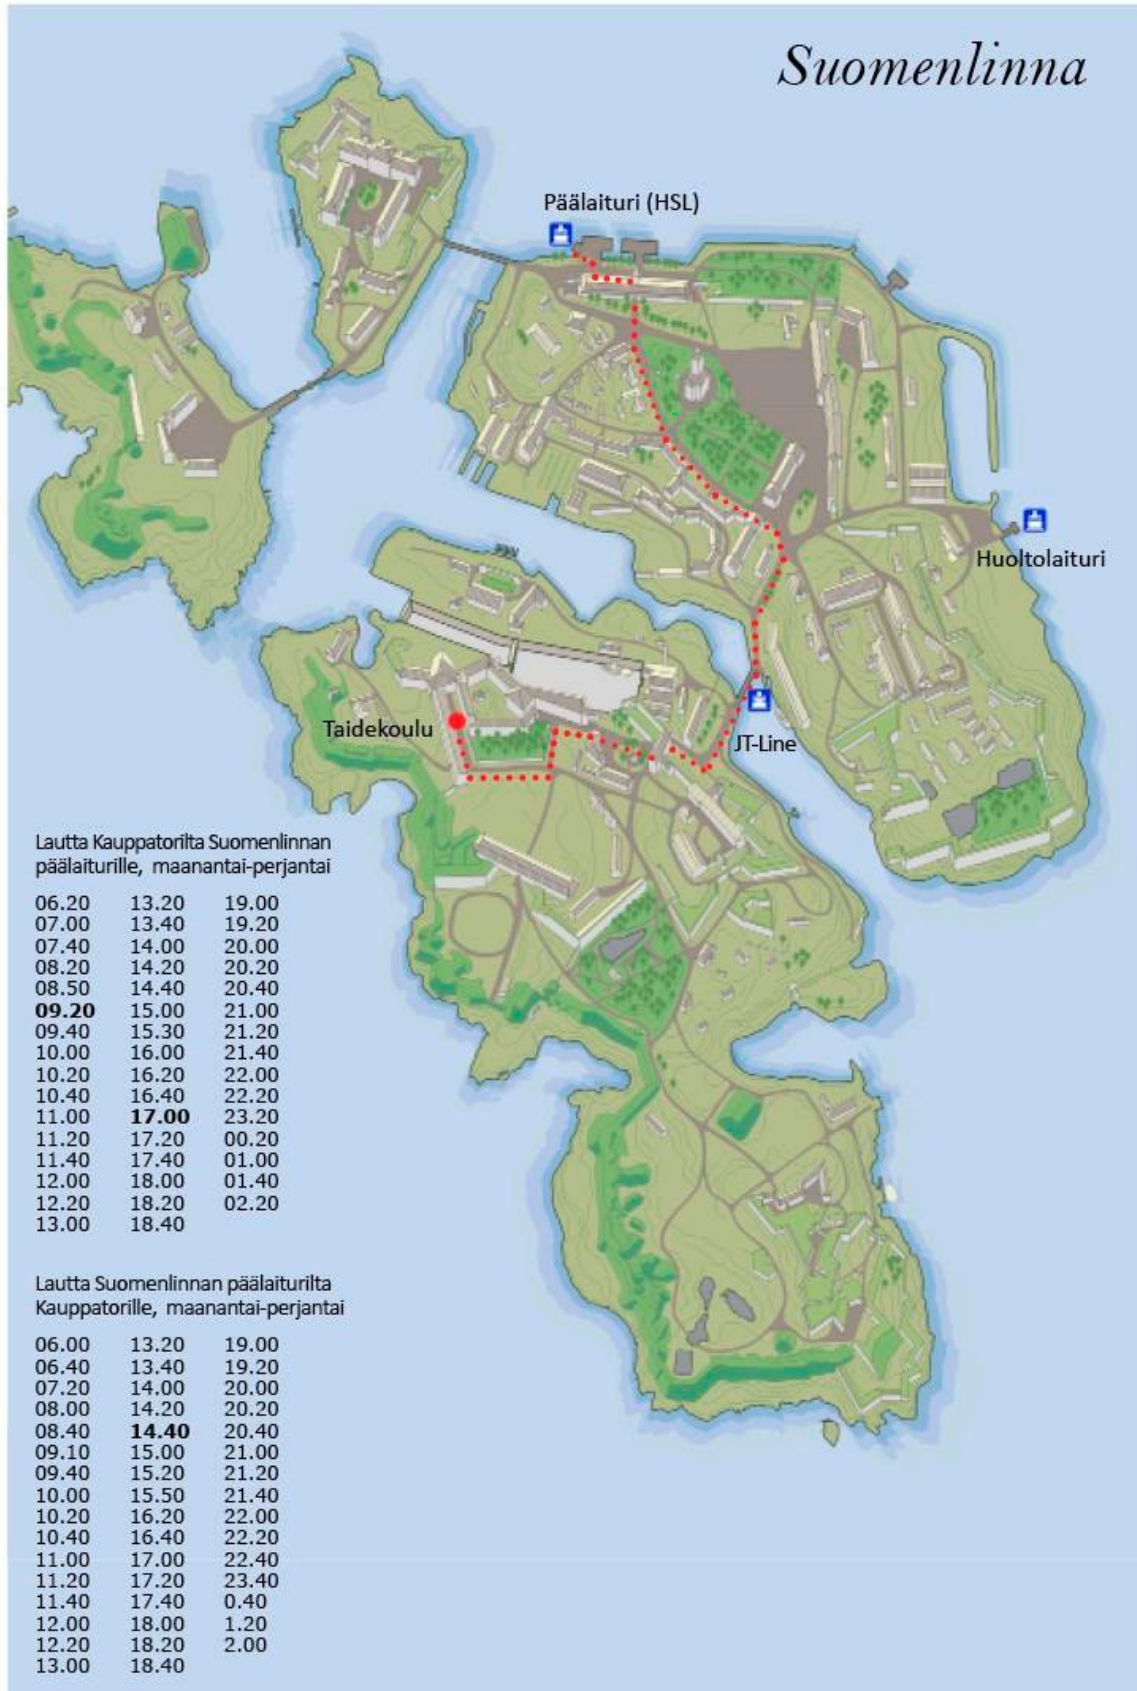 Suomenlinna
Päälaituri (HSL)
Huoltolaituri
Taidekoulu
JT-Line
Lautta Kauppatorilta Suomenlinnan
päälaiturille, maanantai-perjantai
06.20 13.20 19.00
07.00 13.40 19.20
07.40 14.00 20.00
08.20 14.20 20.20
08.50 14.40 20.40
09.20 15.00 21.00
09.40 15.30 21.20
10.00 16.00 21.40
10.20 16.20 22.00
10.40 16.40 22.20
11.00 17.00 23.20
11.20 17.20 00.20
11.40 17.40 01.00
12.00 18.00 01.40
12.20 18.20 02.20
13.00 18.40
Lautta Suomenlinnan päälaiturilta
Kauppatorille, maanantai-perjantai
06.00 13.20 19.00
06.40 13.40 19.20
07.20 14.00 20.00
08.00 14.20 20.20
08.40 14.40 20.40
09.10 15.00 21.00
09.40 15.20 21.20
10.00 15.50 21.40
10.20 16.20 22.00
10.40 16.40 22.20
11.00 17.00 22.40
11.20 17.20 23.40
11.40 17.40 0.40
12.00 18.00 1.20
12.20 18.20 2.00
13.00 18.40